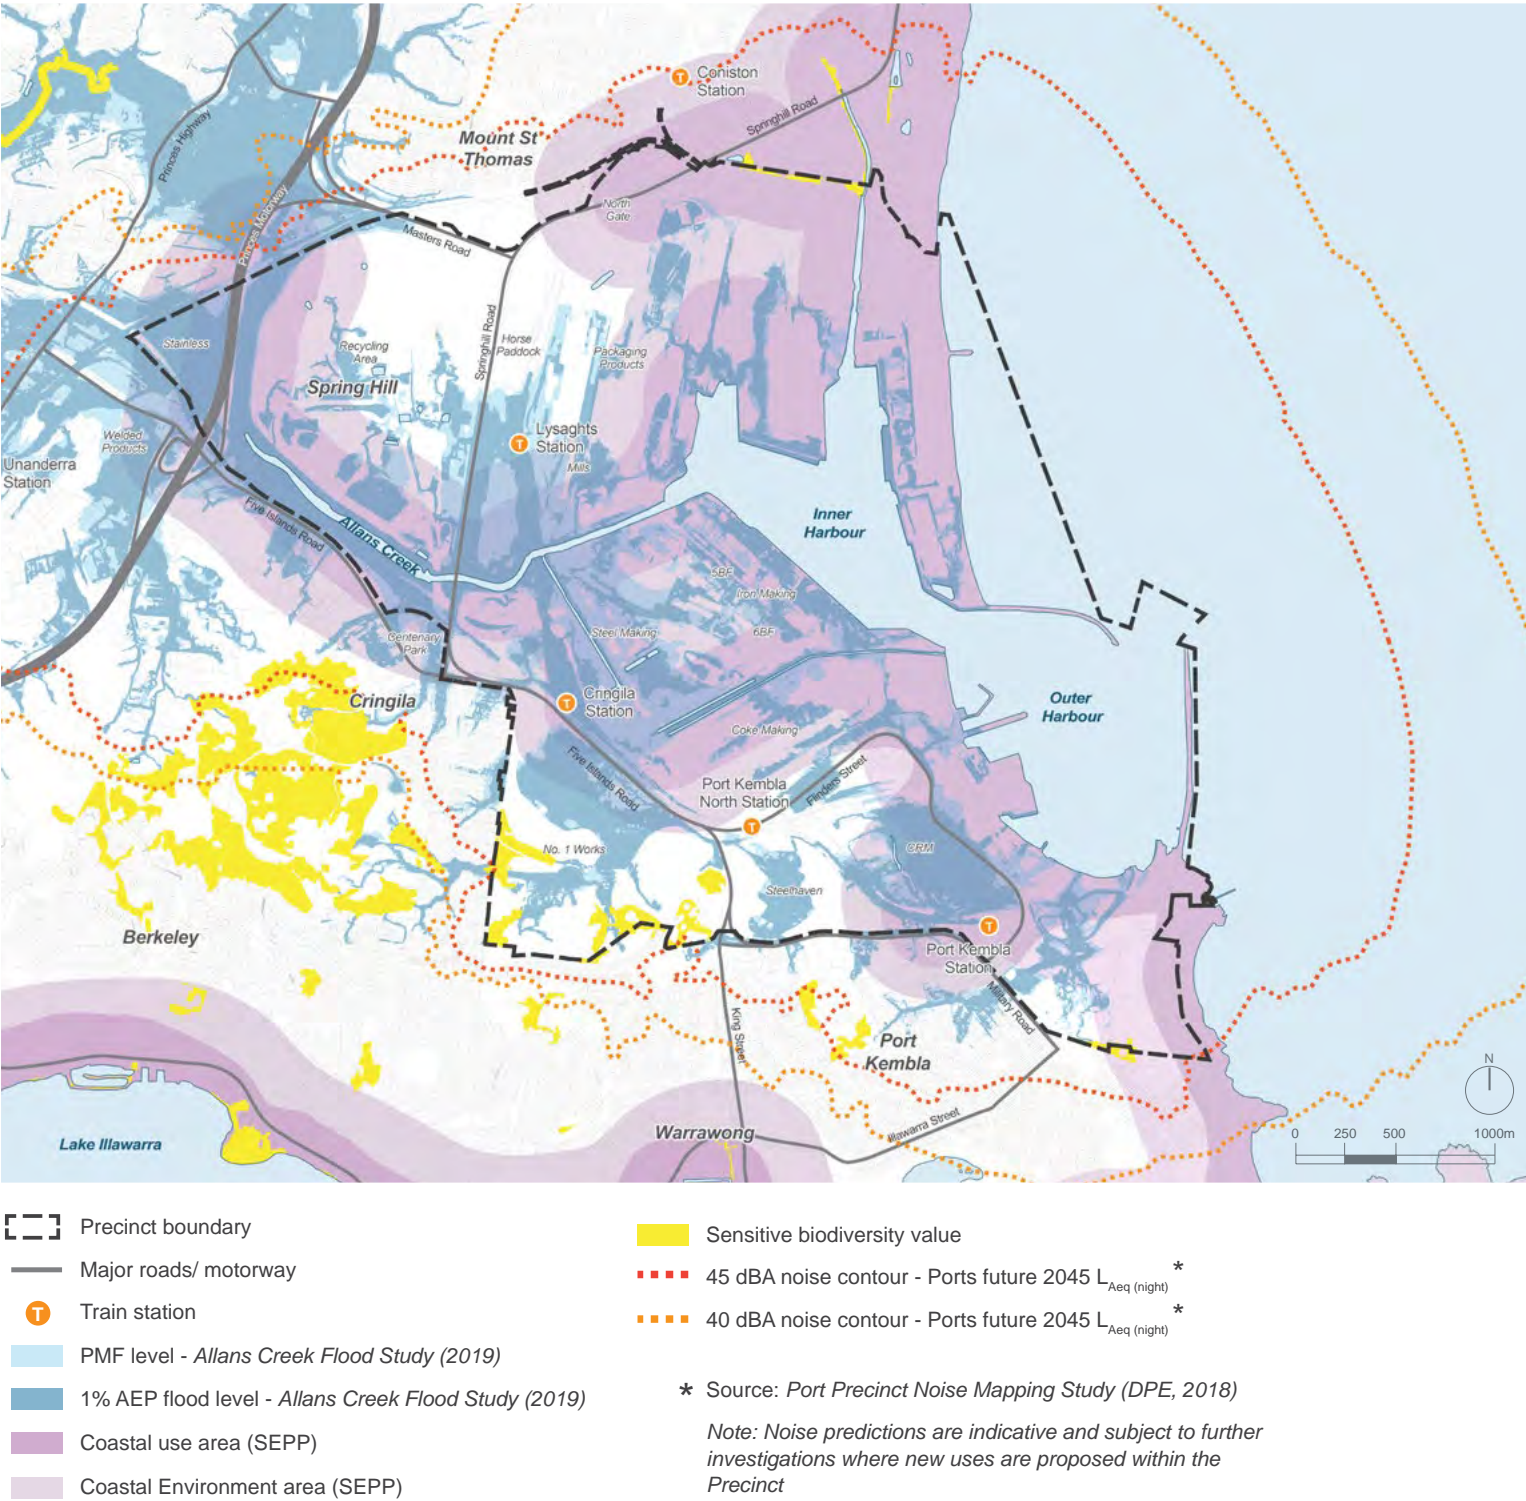 Coniston
Station
Springhill Road
Mount St
Thomas
Princes Highway
Princes Motorway
North
Gate
Masters Road
Stainless
Recycling
Area
Springhill Road
Horse
Paddock
Packaging
Products
Spring Hill
Lysaghts
Station
Mills
Welded
Products
Unanderra
Station
Five Islands Road
Allans Creek
Inner
Harbour
5BF
Iron Making
Steel Making
6BF
Centenary
Park
Cringila
Cringila
Station
Outer
Harbour
Coke Making
Five Islands Road
Port Kembla
North Station
Flinders Street
No. 1 Works
CRM
Steelhaven
Berkeley
Port Kembla
Station
Military Road
King Street
Port
Kembla
Illawarra Street
Warrawong
Lake Illawarra
N
0 250 500 1000m
Precinct boundary
Major roads/ motorway
T Train station
PMF level - Allans Creek Flood Study (2019)
1% AEP flood level - Allans Creek Flood Study (2019)
Coastal use area (SEPP)
Coastal Environment area (SEPP)
Sensitive biodiversity value
45 dBA noise contour - Ports future 2045 LAeq (night) *
40 dBA noise contour - Ports future 2045 LAeq (night) *
* Source: Port Precinct Noise Mapping Study (DPE, 2018)
Note: Noise predictions are indicative and subject to further
investigations where new uses are proposed within the
Precinct